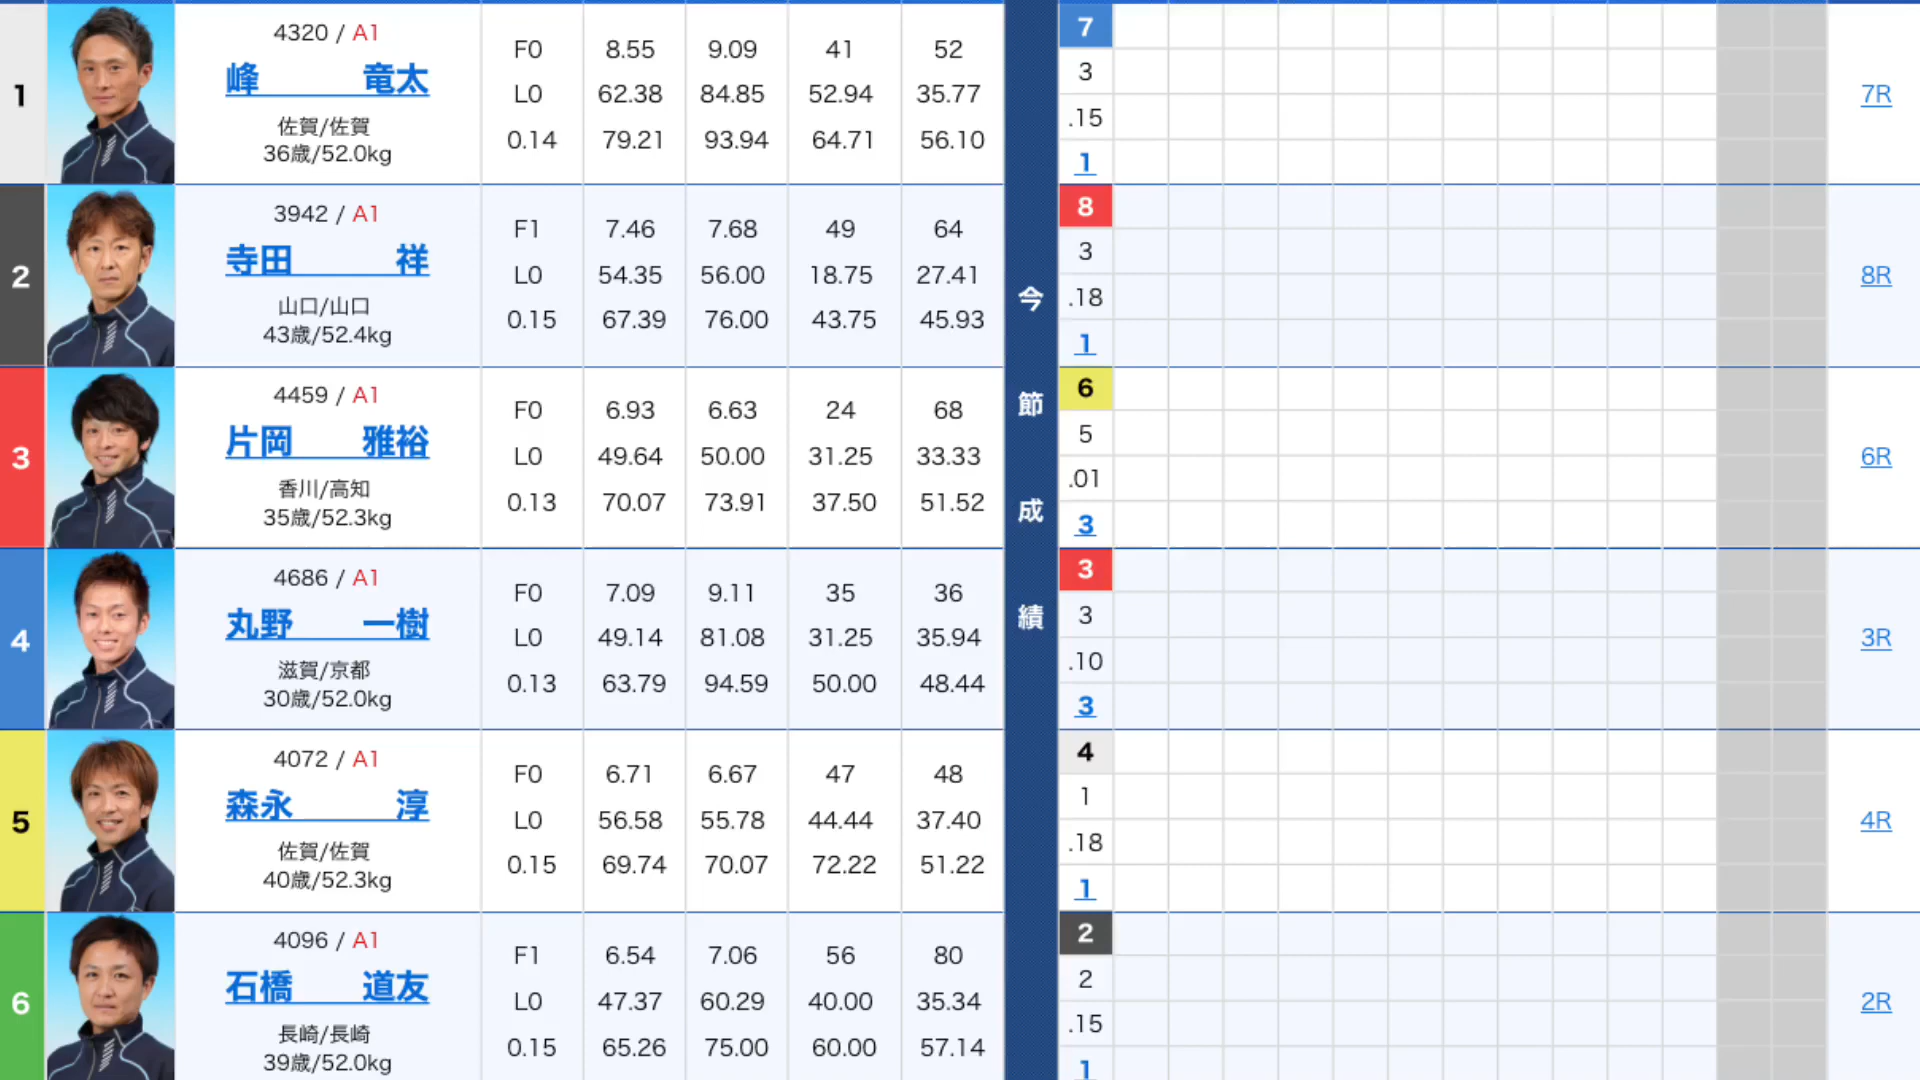 1
4320 / A1
峰 竜太
佐賀/佐賀
36歳/52.0kg
F0 8.55 9.09 41 52
L0 62.38 84.85 52.94 35.77
0.14 79.21 93.94 64.71 56.10
7
3
.15
1
7R
2
3942 / A1
寺田 祥
山口/山口
43歳/52.4kg
F1 7.46 7.68 49 64
L0 54.35 56.00 18.75 27.41
0.15 67.39 76.00 43.75 45.93
8
3
.18
1
8R
3
4459 / A1
片岡 雅裕
香川/高知
35歳/52.3kg
F0 6.93 6.63 24 68
L0 49.64 50.00 31.25 33.33
0.13 70.07 73.91 37.50 51.52
6
5
.01
3
6R
4
4686 / A1
丸野 一樹
滋賀/京都
30歳/52.0kg
F0 7.09 9.11 35 36
L0 49.14 81.08 31.25 35.94
0.13 63.79 94.59 50.00 48.44
3
3
.10
3
3R
5
4072 / A1
森永 淳
佐賀/佐賀
40歳/52.3kg
F0 6.71 6.67 47 48
L0 56.58 55.78 44.44 37.40
0.15 69.74 70.07 72.22 51.22
4
1
.18
1
4R
6
4096 / A1
石橋 道友
長崎/長崎
39歳/52.0kg
F1 6.54 7.06 56 80
L0 47.37 60.29 40.00 35.34
0.15 65.26 75.00 60.00 57.14
2
2
.15
1
2R
今節成績